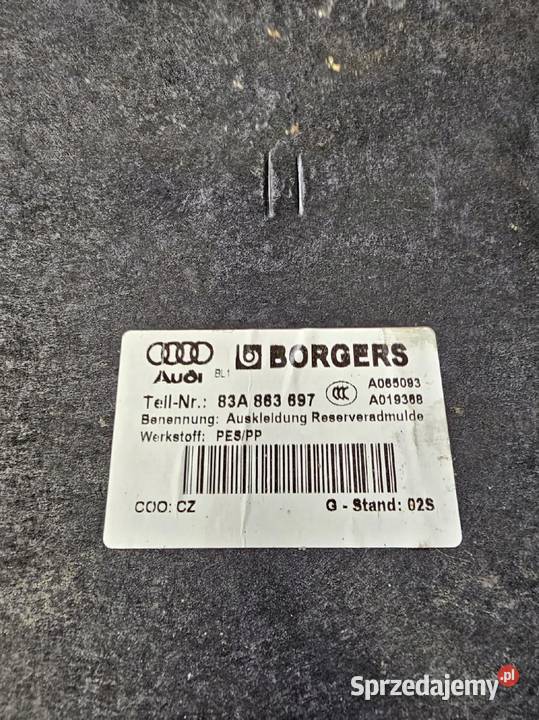 Audi BL1 BORGERS
Teil-Nr.: 83A 863 697 CCC A065093
A019368
Benennung: Auskleidung Reserveradmulde
Werkstoff: PES/PP
COO: CZ G - Stand: 02S
Sprzedajemy.pl